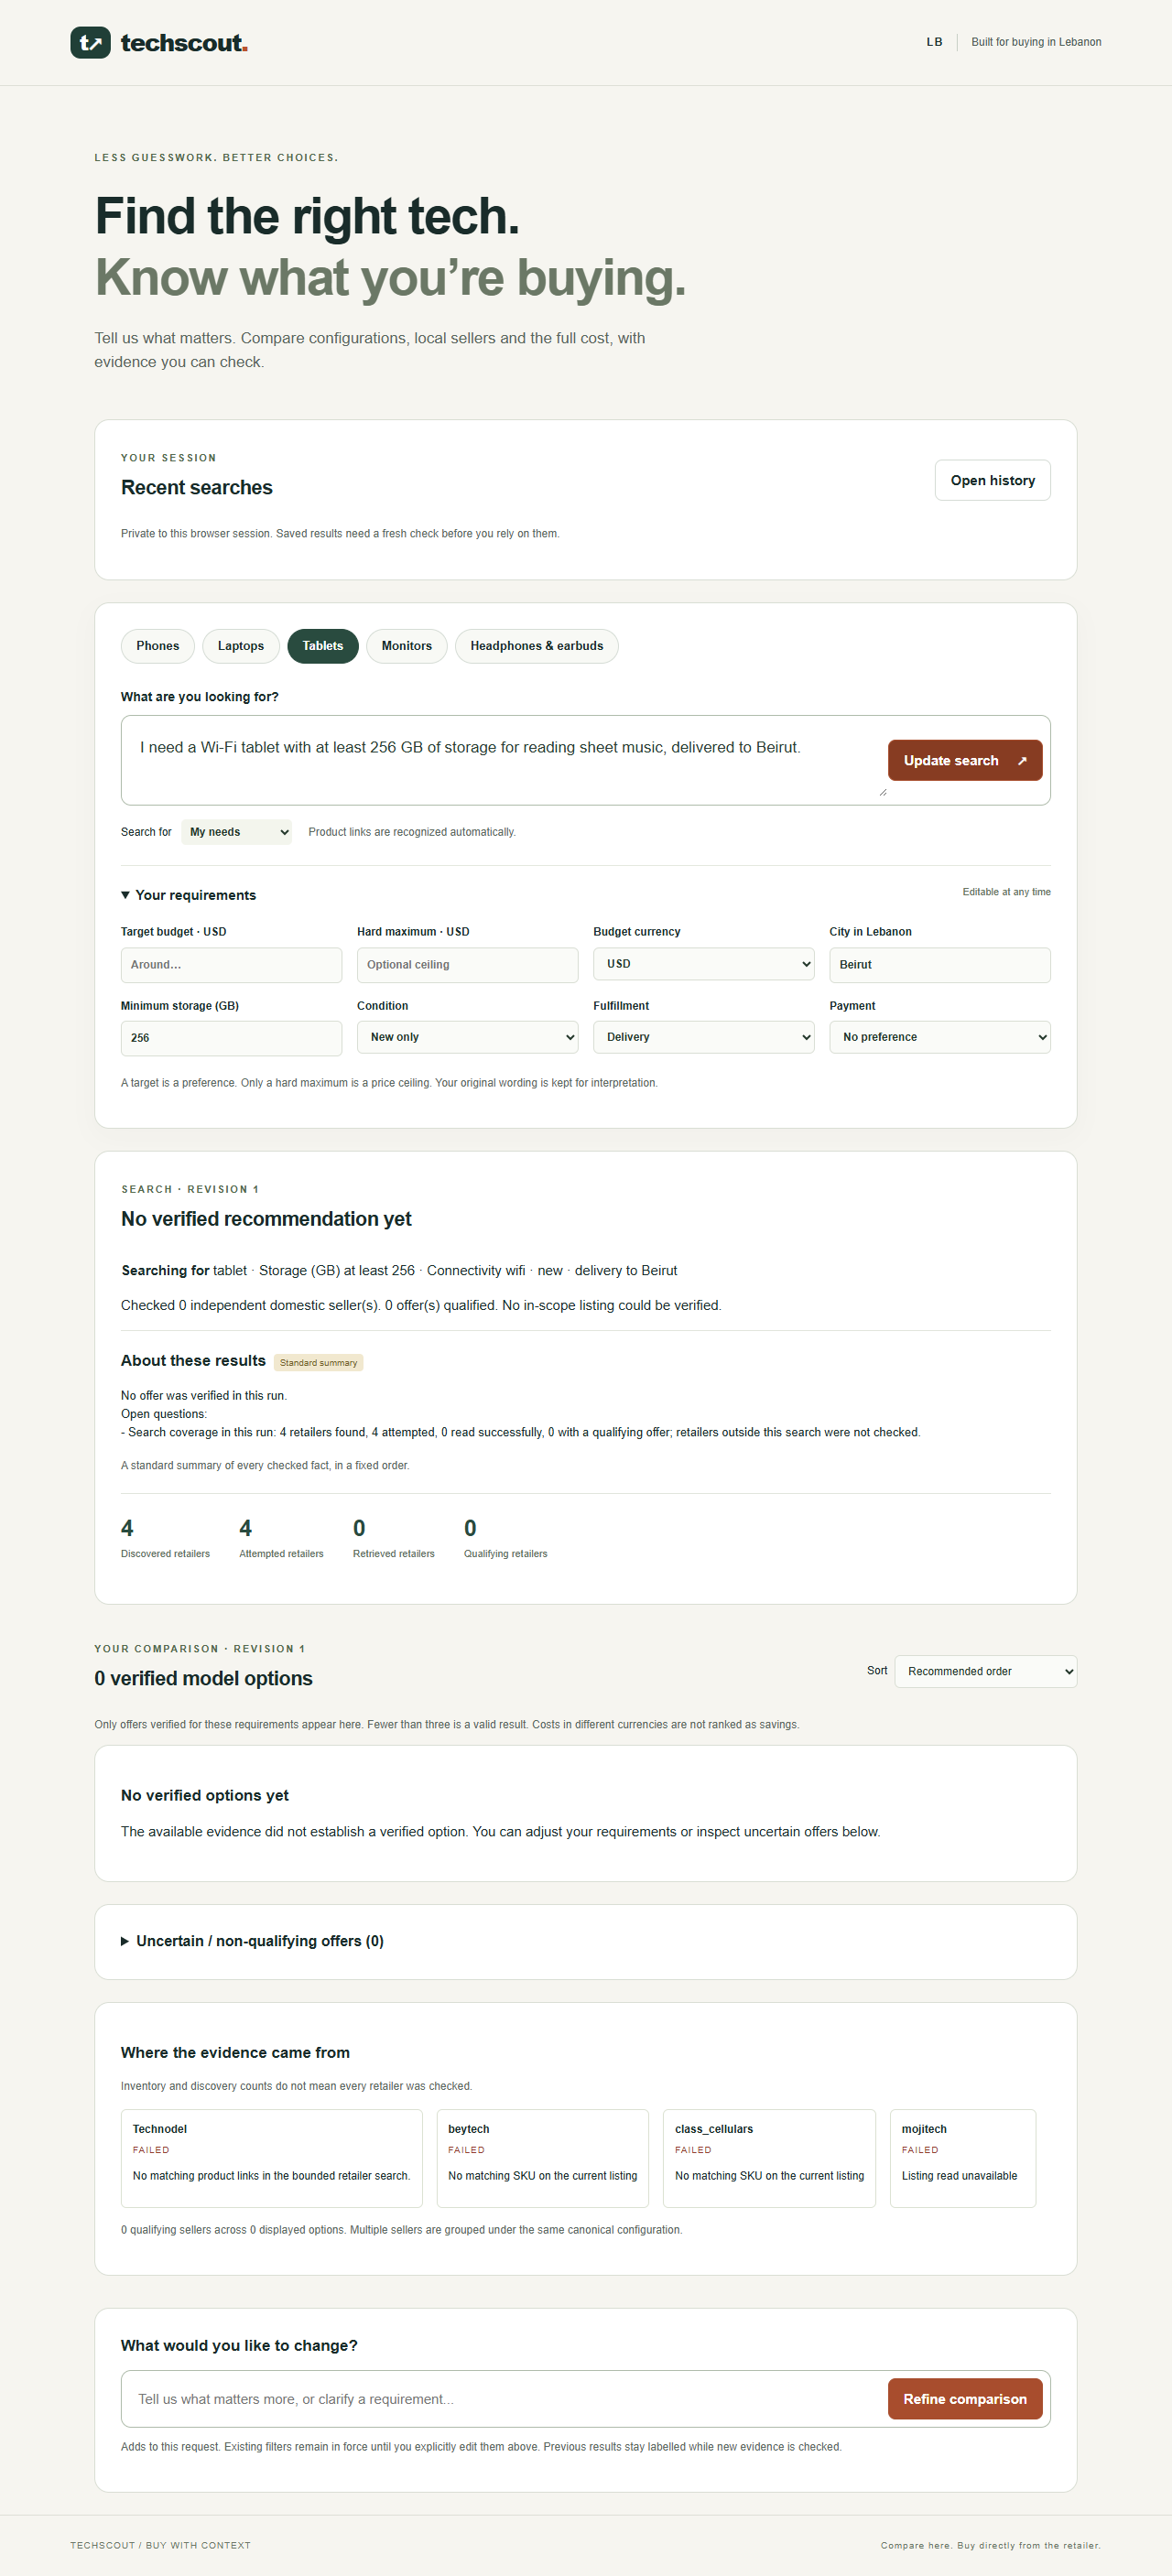 t↗ techscout.
LB Built for buying in Lebanon
LESS GUESSWORK. BETTER CHOICES.
Find the right tech.
Know what you’re buying.
Tell us what matters. Compare configurations, local sellers and the full cost, with
evidence you can check.
YOUR SESSION
Recent searches
Open history
Private to this browser session. Saved results need a fresh check before you rely on them.
Phones Laptops Tablets Monitors Headphones & earbuds
What are you looking for?
I need a Wi-Fi tablet with at least 256 GB of storage for reading sheet music, delivered to Beirut.
Update search ↗
Search for My needs Product links are recognized automatically.
▼ Your requirements Editable at any time
Target budget · USD Hard maximum · USD Budget currency City in Lebanon
Around... Optional ceiling USD Beirut
Minimum storage (GB) Condition Fulfillment Payment
256 New only Delivery No preference
A target is a preference. Only a hard maximum is a price ceiling. Your original wording is kept for interpretation.
SEARCH · REVISION 1
No verified recommendation yet
Searching for tablet · Storage (GB) at least 256 · Connectivity wifi · new · delivery to Beirut
Checked 0 independent domestic seller(s). 0 offer(s) qualified. No in-scope listing could be verified.
About these results Standard summary
No offer was verified in this run.
Open questions:
- Search coverage in this run: 4 retailers found, 4 attempted, 0 read successfully, 0 with a qualifying offer; retailers outside this search were not checked.
A standard summary of every checked fact, in a fixed order.
4 4 0 0
Discovered retailers Attempted retailers Retrieved retailers Qualifying retailers
YOUR COMPARISON · REVISION 1
0 verified model options
Sort Recommended order
Only offers verified for these requirements appear here. Fewer than three is a valid result. Costs in different currencies are not ranked as savings.
No verified options yet
The available evidence did not establish a verified option. You can adjust your requirements or inspect uncertain offers below.
▶ Uncertain / non-qualifying offers (0)
Where the evidence came from
Inventory and discovery counts do not mean every retailer was checked.
Technodel beytech class_cellulars mojitech
FAILED FAILED FAILED FAILED
No matching product links in the bounded retailer search. No matching SKU on the current listing No matching SKU on the current listing Listing read unavailable
0 qualifying sellers across 0 displayed options. Multiple sellers are grouped under the same canonical configuration.
What would you like to change?
Tell us what matters more, or clarify a requirement...
Refine comparison
Adds to this request. Existing filters remain in force until you explicitly edit them above. Previous results stay labelled while new evidence is checked.
TECHSCOUT / BUY WITH CONTEXT Compare here. Buy directly from the retailer.